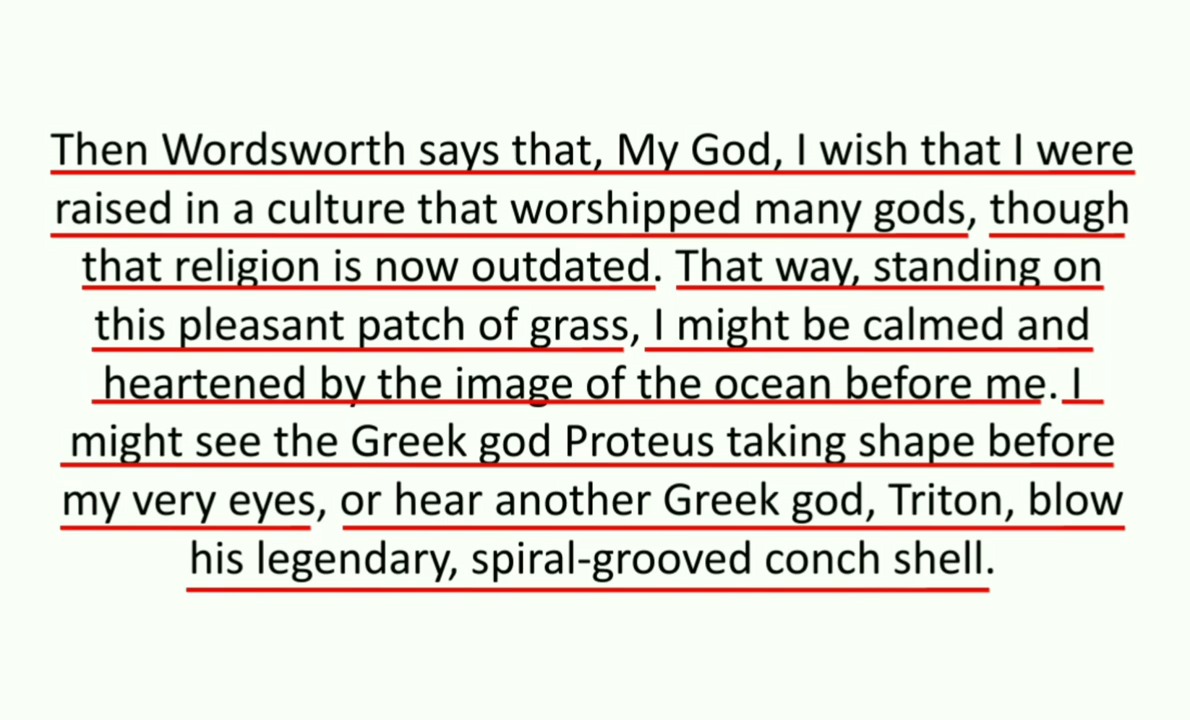 Then Wordsworth says that, My God, I wish that I were
raised in a culture that worshipped many gods, though
that religion is now outdated. That way, standing on
this pleasant patch of grass, I might be calmed and
heartened by the image of the ocean before me. I
might see the Greek god Proteus taking shape before
my very eyes, or hear another Greek god, Triton, blow
his legendary, spiral-grooved conch shell.